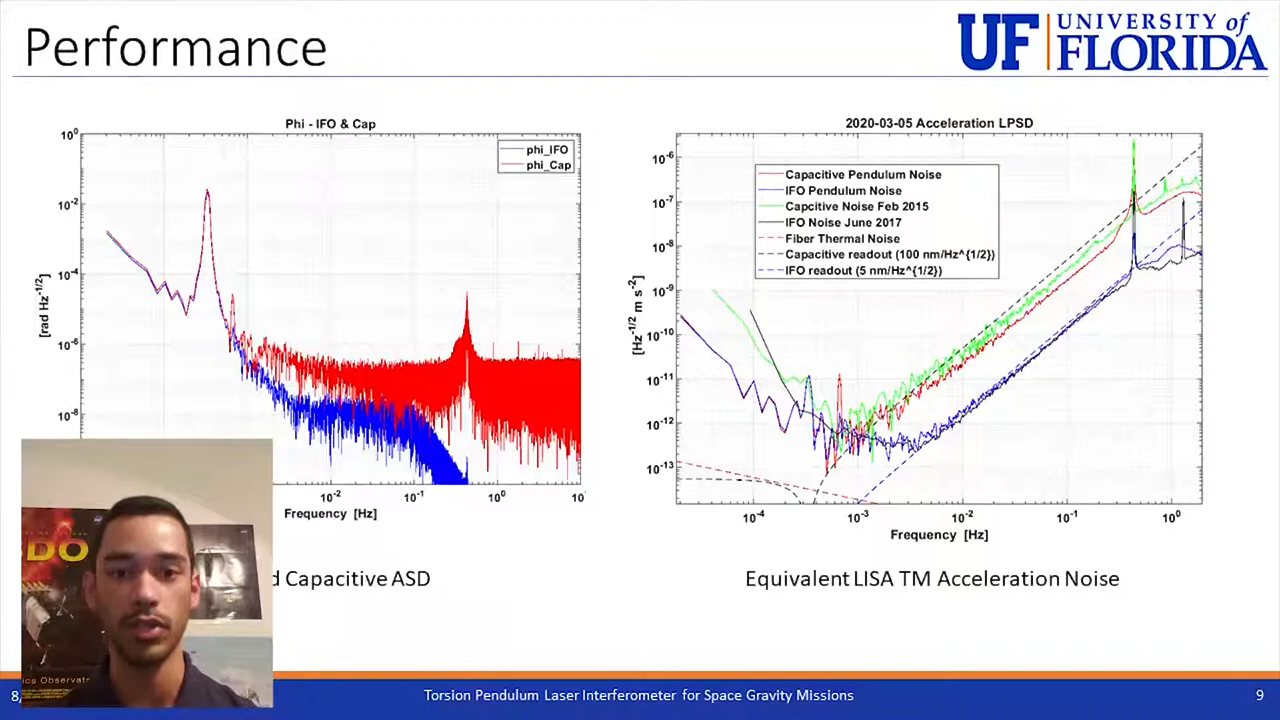 Performance
UF UNIVERSITY of
FLORIDA
Phi - IFO & Cap
phi_IFO
phi_Cap
10^0
10^-2
10^-4
10^-6
10^-8
[rad Hz^-1/2]
10^-2 10^-1 10^0 10
Frequency [Hz]
d Capacitive ASD
2020-03-05 Acceleration LPSD
Capacitive Pendulum Noise
IFO Pendulum Noise
Capcitive Noise Feb 2015
IFO Noise June 2017
Fiber Thermal Noise
Capacitive readout (100 nm/Hz^{1/2})
IFO readout (5 nm/Hz^{1/2})
10^-6
10^-7
10^-8
10^-9
10^-10
10^-11
10^-12
10^-13
[Hz^-1/2 m s^-2]
10^-4 10^-3 10^-2 10^-1 10^0
Frequency [Hz]
Equivalent LISA TM Acceleration Noise
DO
ics Observat
8/
Torsion Pendulum Laser Interferometer for Space Gravity Missions
9